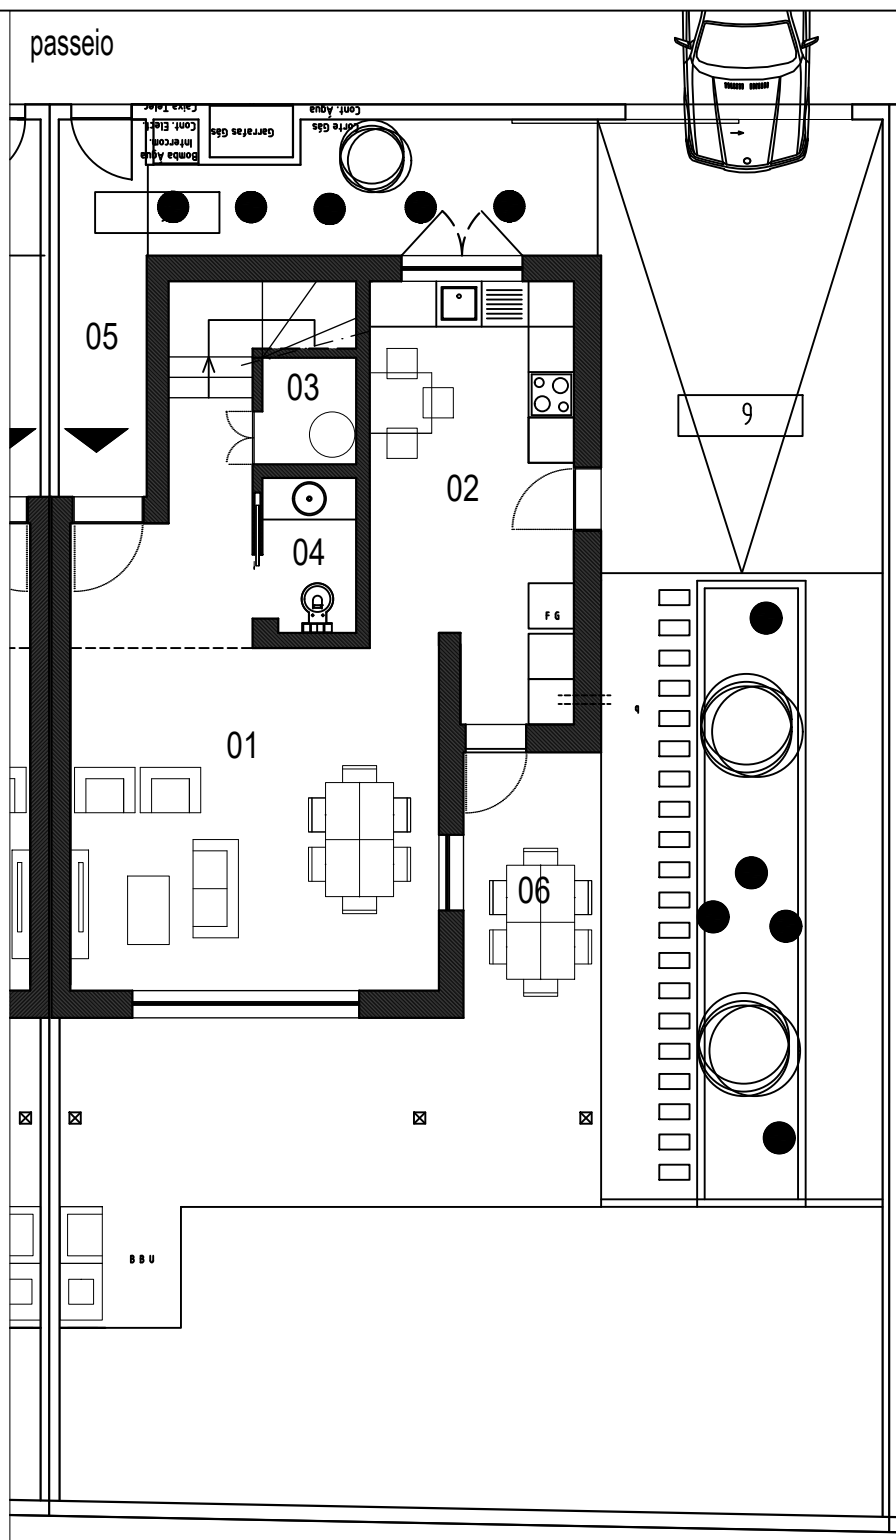 passeio
Caixa Telef.
Cont. Elect.
Intercom.
Bomba Água
Garrafas Gás
Cont. Água
Corte Gás
05
03
9
02
04
F G
01
06
B B U